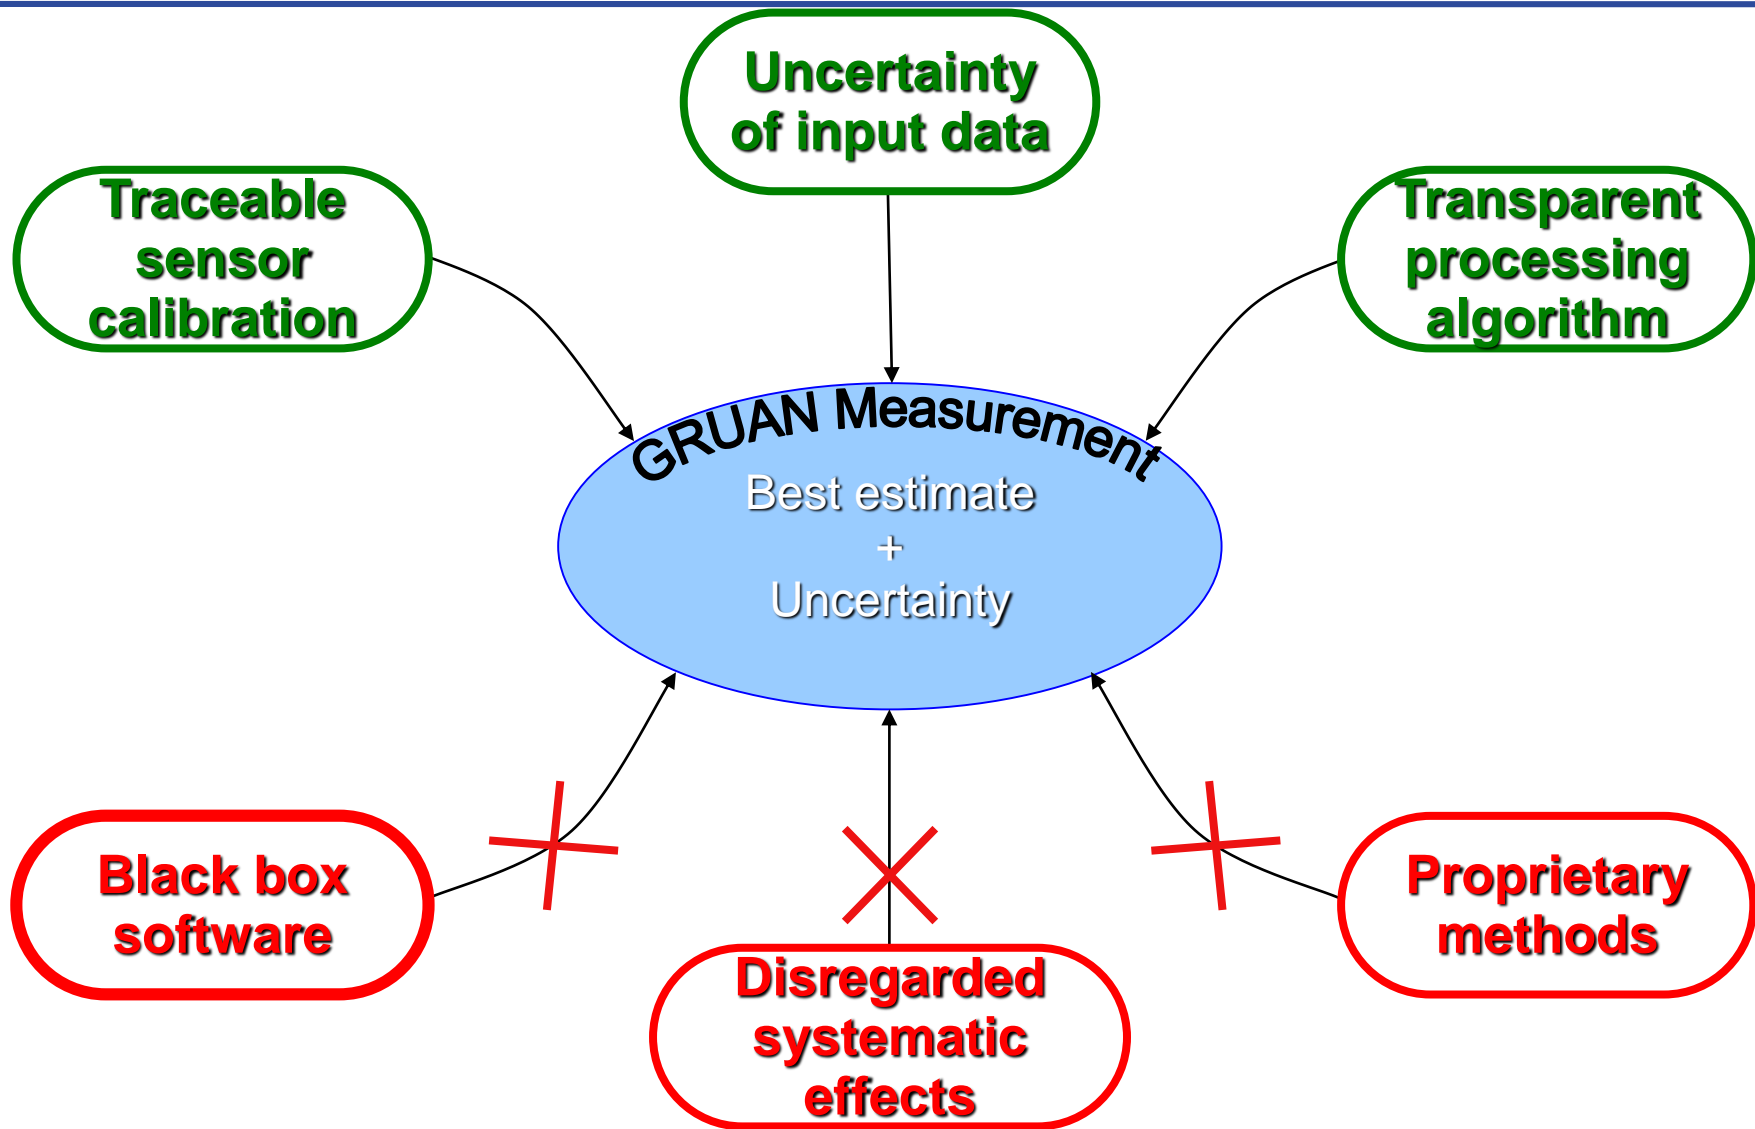 Uncertainty
of input data
Traceable
sensor
calibration
Transparent
processing
algorithm
GRUAN Measurement
Best estimate
+
Uncertainty
Black box
software
Disregarded
systematic
effects
Proprietary
methods